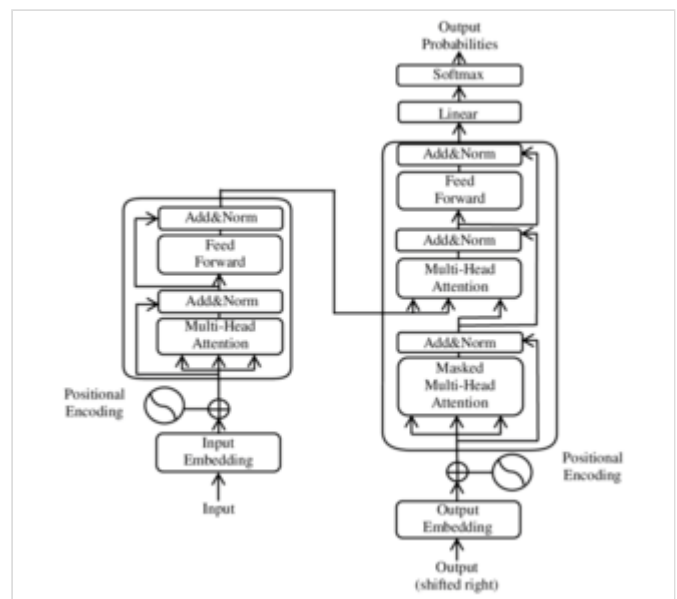 Output
Probabilities
Softmax
Linear
Add&Norm
Feed
Forward
Add&Norm
Multi-Head
Attention
Add&Norm
Masked
Multi-Head
Attention
Positional
Encoding
Output
Embedding
Output
(shifted right)
Add&Norm
Feed
Forward
Add&Norm
Multi-Head
Attention
Positional
Encoding
Input
Embedding
Input